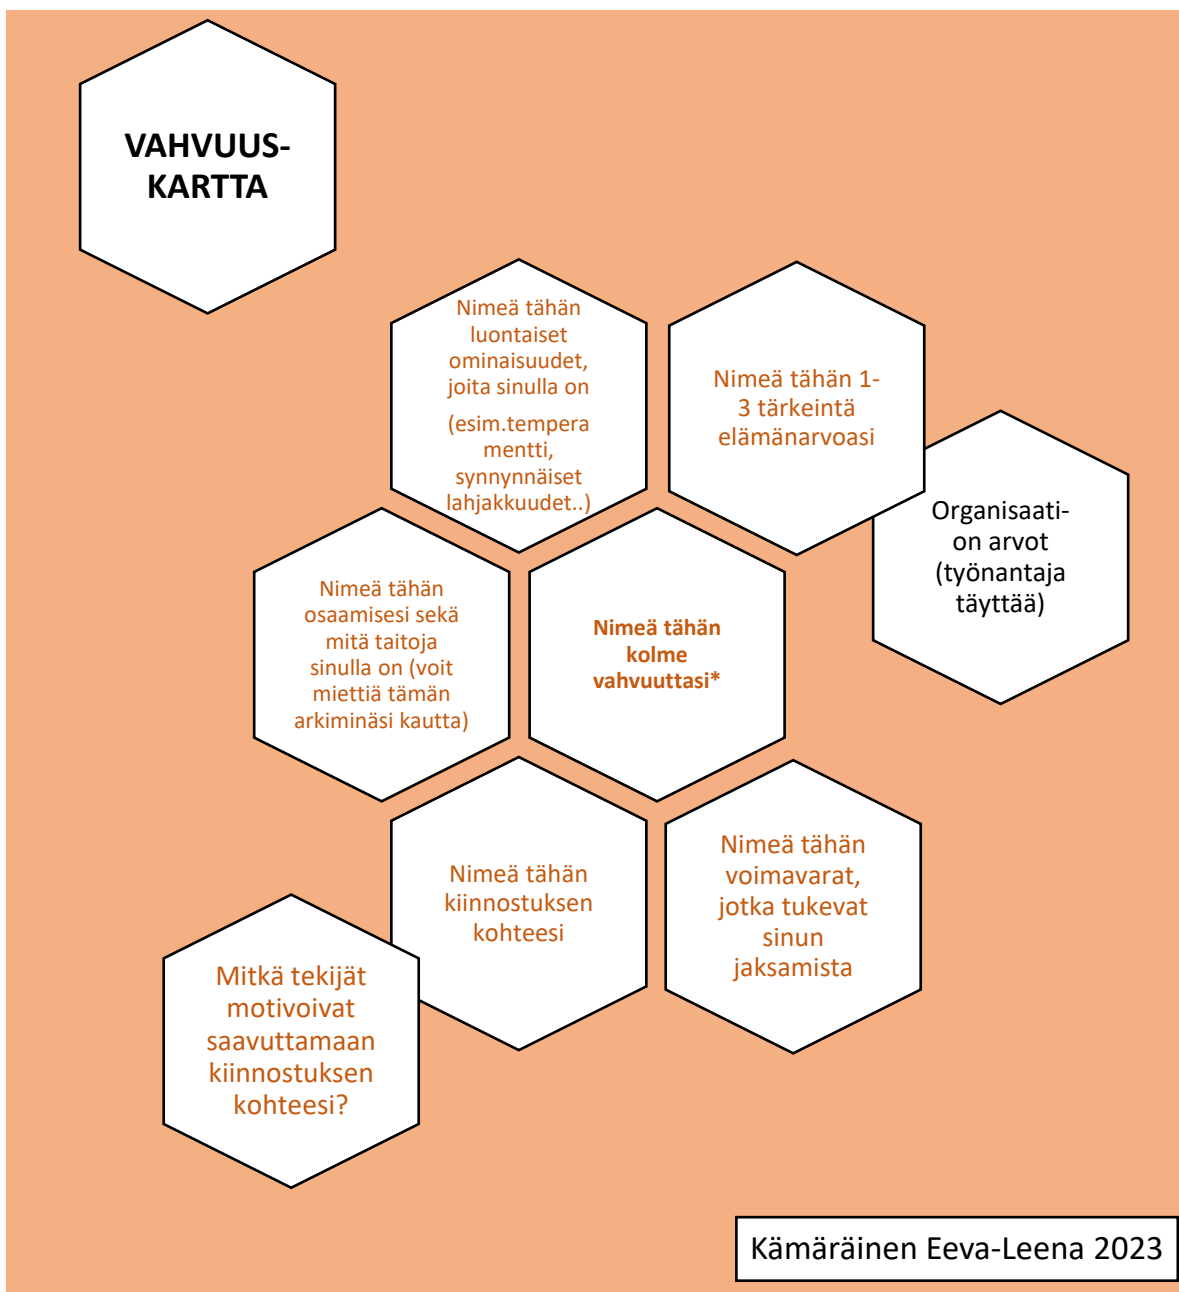 VAHVUUS-
KARTTA
Nimeä tähän
luontaiset
ominaisuudet,
joita sinulla on
(esim.tempera
mentti,
synnynnäiset
lahjakkuudet..)
Nimeä tähän 1-
3 tärkeintä
elämänarvoasi
Organisaati-
on arvot
(työnantaja
täyttää)
Nimeä tähän
osaamisesi sekä
mitä taitoja
sinulla on (voit
miettiä tämän
arkiminäsi kautta)
Nimeä tähän
kolme
vahvuuttasi*
Nimeä tähän
kiinnostuksen
kohteesi
Nimeä tähän
voimavarat,
jotka tukevat
sinun
jaksamista
Mitkä tekijät
motivoivat
saavuttamaan
kiinnostuksen
kohteesi?
Kämäräinen Eeva-Leena 2023